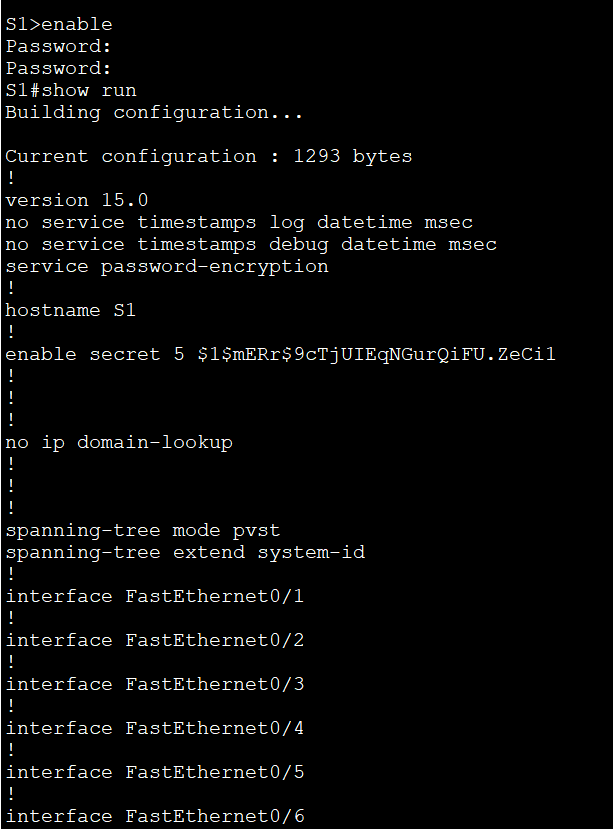 S1>enable
Password:
Password:
S1#show run
Building configuration...
Current configuration : 1293 bytes
!
version 15.0
no service timestamps log datetime msec
no service timestamps debug datetime msec
service password-encryption
!
hostname S1
!
enable secret 5 $1$mERr$9cTjUIEqNGurQiFU.ZeCi1
!
!
!
no ip domain-lookup
!
!
!
spanning-tree mode pvst
spanning-tree extend system-id
!
interface FastEthernet0/1
!
interface FastEthernet0/2
!
interface FastEthernet0/3
!
interface FastEthernet0/4
!
interface FastEthernet0/5
!
interface FastEthernet0/6